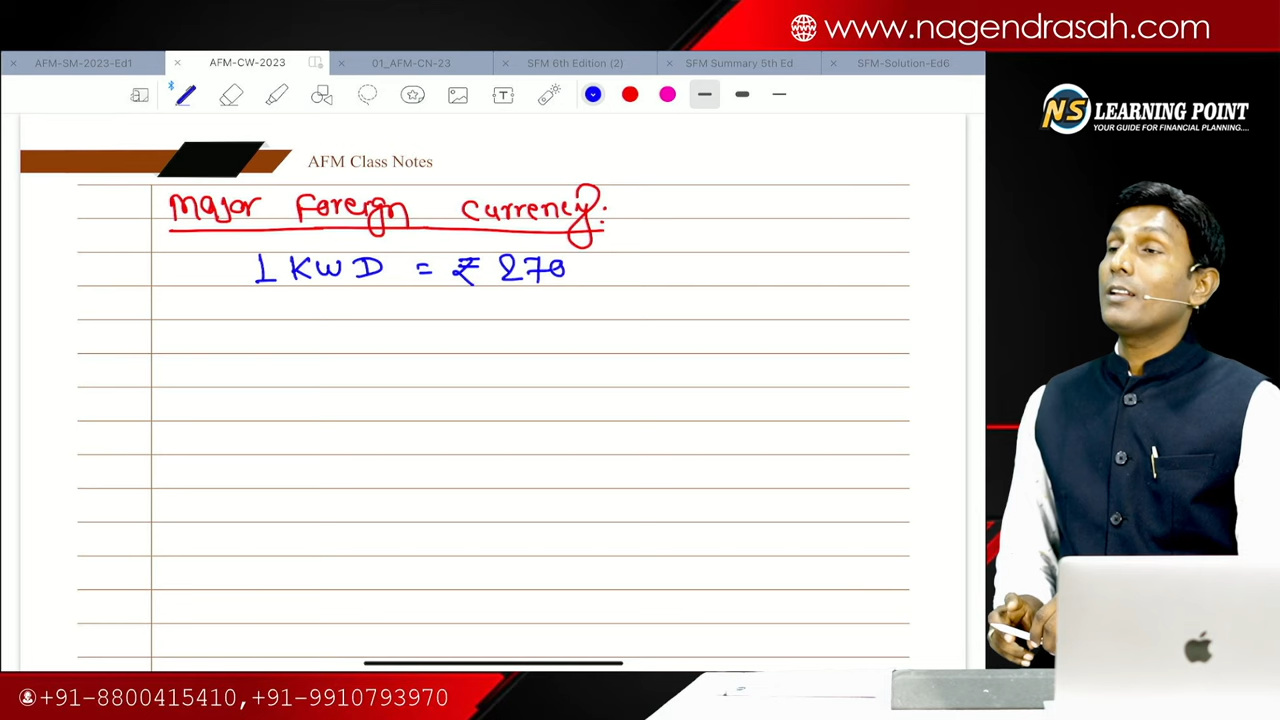 www.nagendrasah.com
AFM-SM-2023-Ed1
AFM-CW-2023
01_AFM-CN-23
SFM 6th Edition (2)
SFM Summary 5th Ed
SFM-Solution-Ed6
NS LEARNING POINT
YOUR GUIDE FOR FINANCIAL PLANNING....
AFM Class Notes
Major Foreign Currency:
1 KWD = ₹ 270
+91-8800415410,+91-9910793970